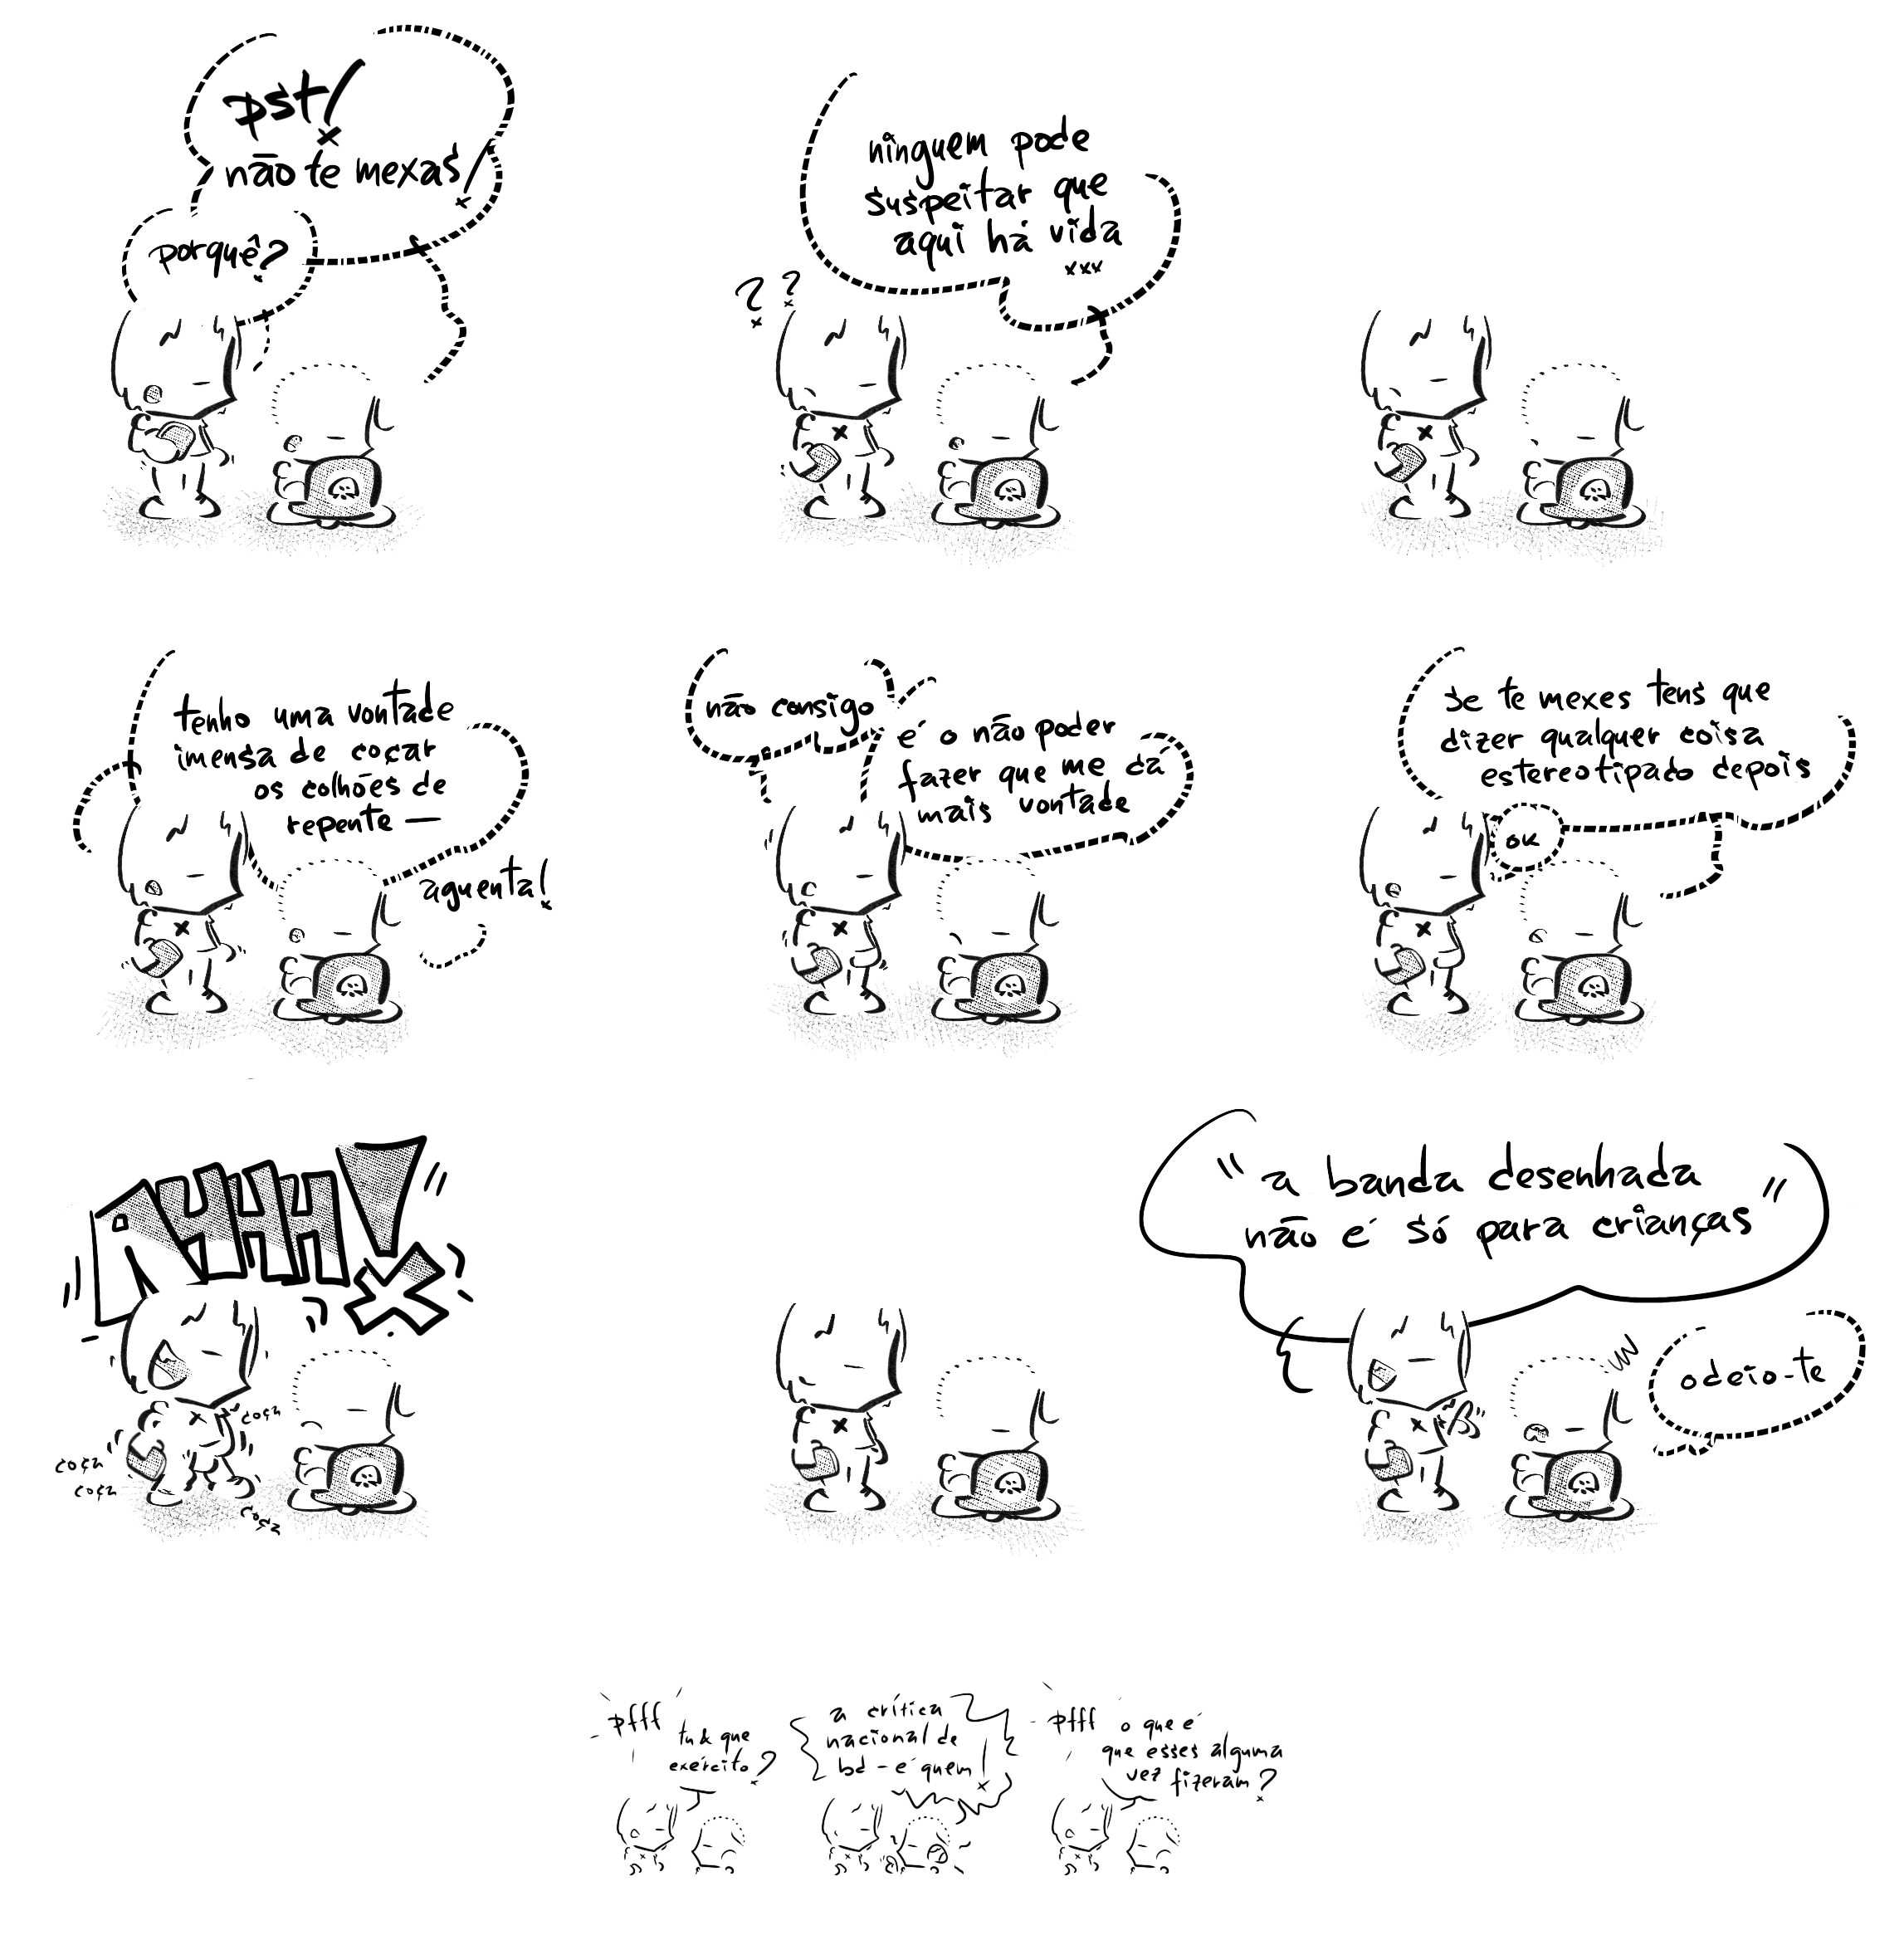 pst!
não te mexas!
porquê?
ninguem pode
suspeitar que
aqui há vida
xxx
? ?
tenho uma vontade
imensa de coçar
os colhões de
repente —
aguenta!
não consigo
é o não poder
fazer que me dá
mais vontade
se te mexes tens que
dizer qualquer coisa
estereotipado depois
ok
AHHH!
coça
coça
coça
coça
"a banda desenhada
não é só para crianças"
odeio-te
pfff
tu & que
exército?
a crítica
nacional de
bd - é quem!
pfff
o que é
que esses alguma
vez fizeram?